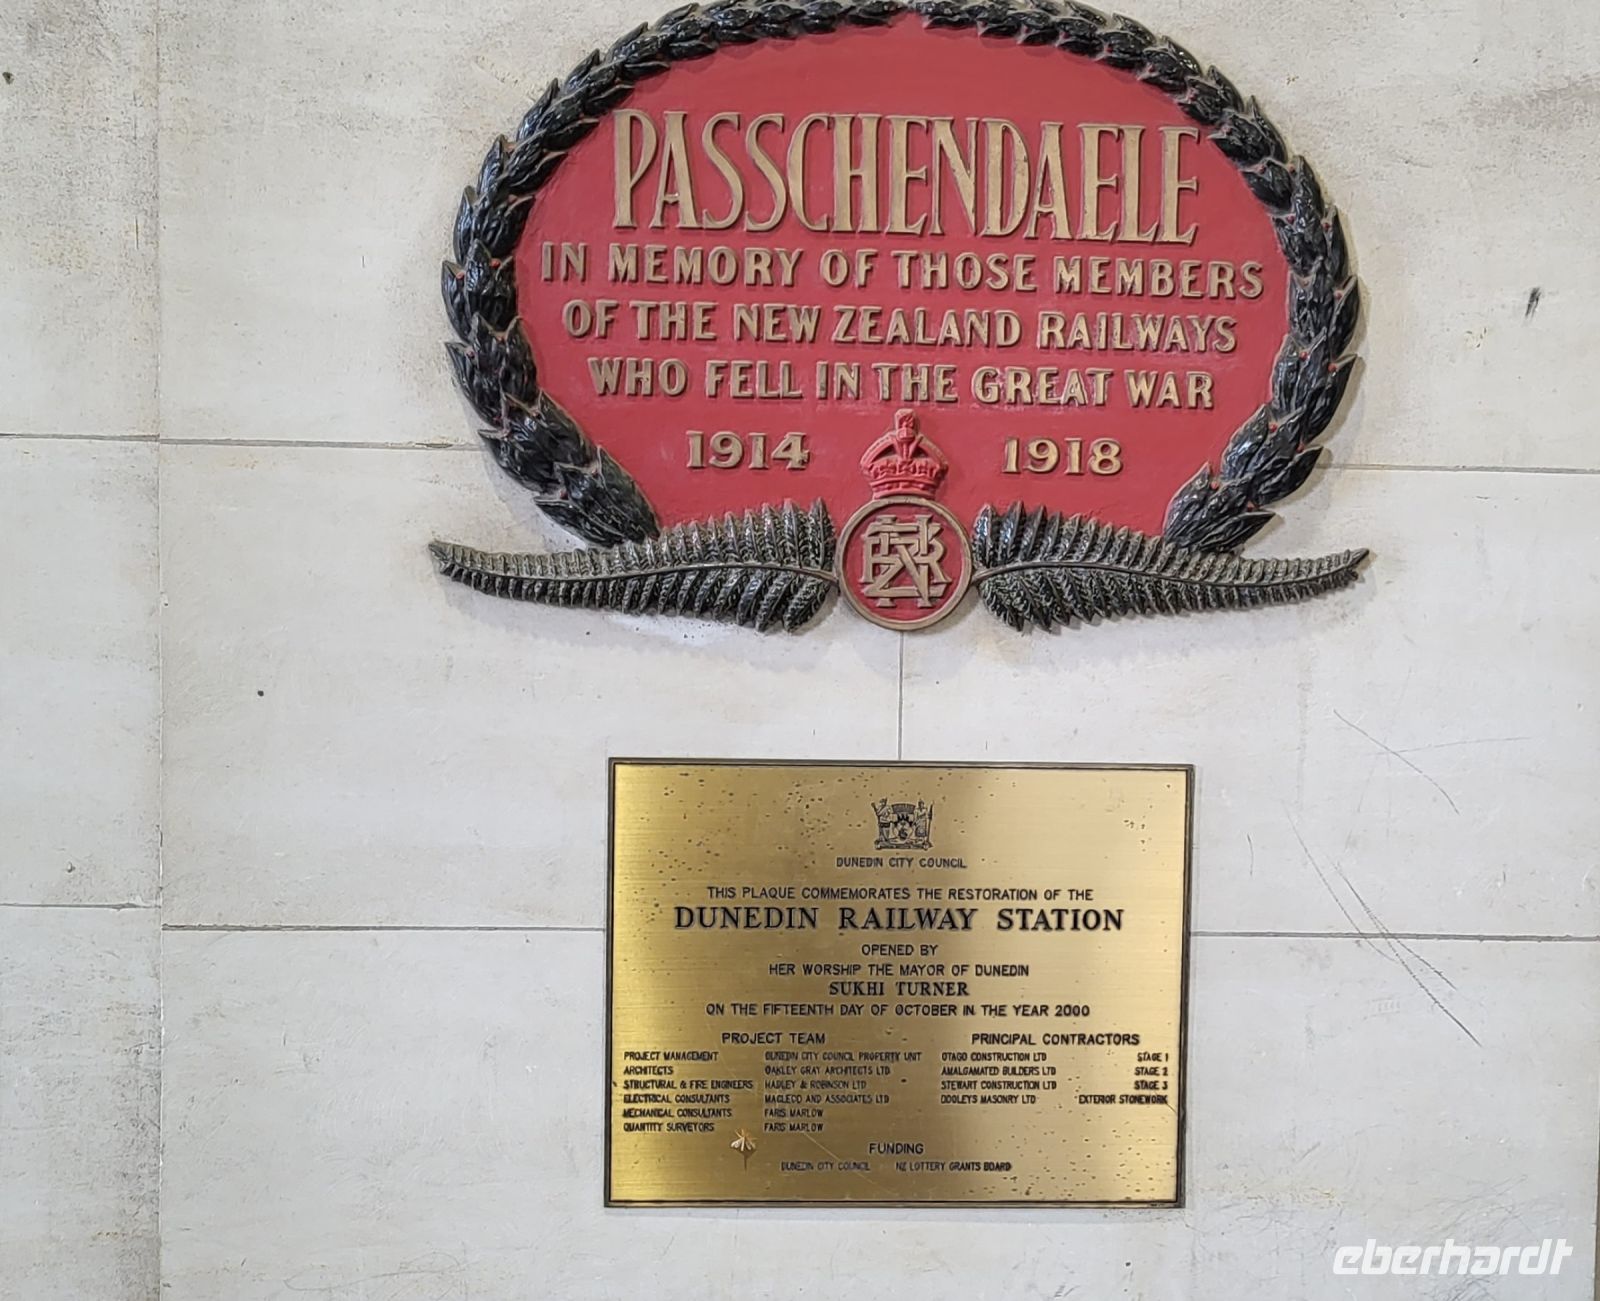 PASSCHENDAELE
IN MEMORY OF THOSE MEMBERS
OF THE NEW ZEALAND RAILWAYS
WHO FELL IN THE GREAT WAR
1914 1918
NZR
DUNEDIN CITY COUNCIL
THIS PLAQUE COMMEMORATES THE RESTORATION OF THE
DUNEDIN RAILWAY STATION
OPENED BY
HER WORSHIP THE MAYOR OF DUNEDIN
SUKHI TURNER
ON THE FIFTEENTH DAY OF OCTOBER IN THE YEAR 2000
PROJECT TEAM
PROJECT MANAGEMENT DUNEDIN CITY COUNCIL PROPERTY UNIT
ARCHITECTS OAKLEY GRAY ARCHITECTS LTD
STRUCTURAL & FIRE ENGINEERS HADLEY & ROBINSON LTD
ELECTRICAL CONSULTANTS MACLEOD AND ASSOCIATES LTD
MECHANICAL CONSULTANTS FARIS MARLOW
QUANTITY SURVEYORS FARIS MARLOW
PRINCIPAL CONTRACTORS
OTAGO CONSTRUCTION LTD STAGE 1
AMALGAMATED BUILDERS LTD STAGE 2
STEWART CONSTRUCTION LTD STAGE 3
DOOLEYS MASONRY LTD EXTERIOR STONEWORK
FUNDING
DUNEDIN CITY COUNCIL NZ LOTTERY GRANTS BOARD
eberhardt